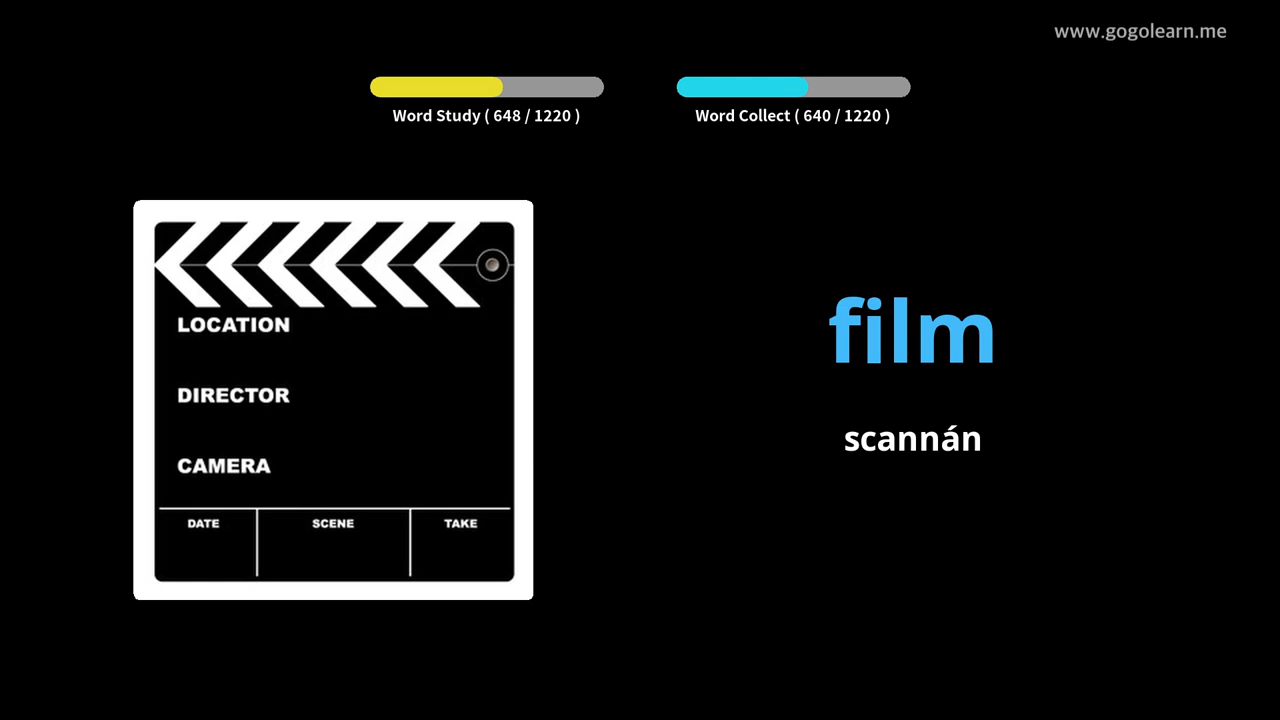 www.gogolearn.me
Word Study ( 648 / 1220 )
Word Collect ( 640 / 1220 )
LOCATION
DIRECTOR
CAMERA
DATE
SCENE
TAKE
film
scannán